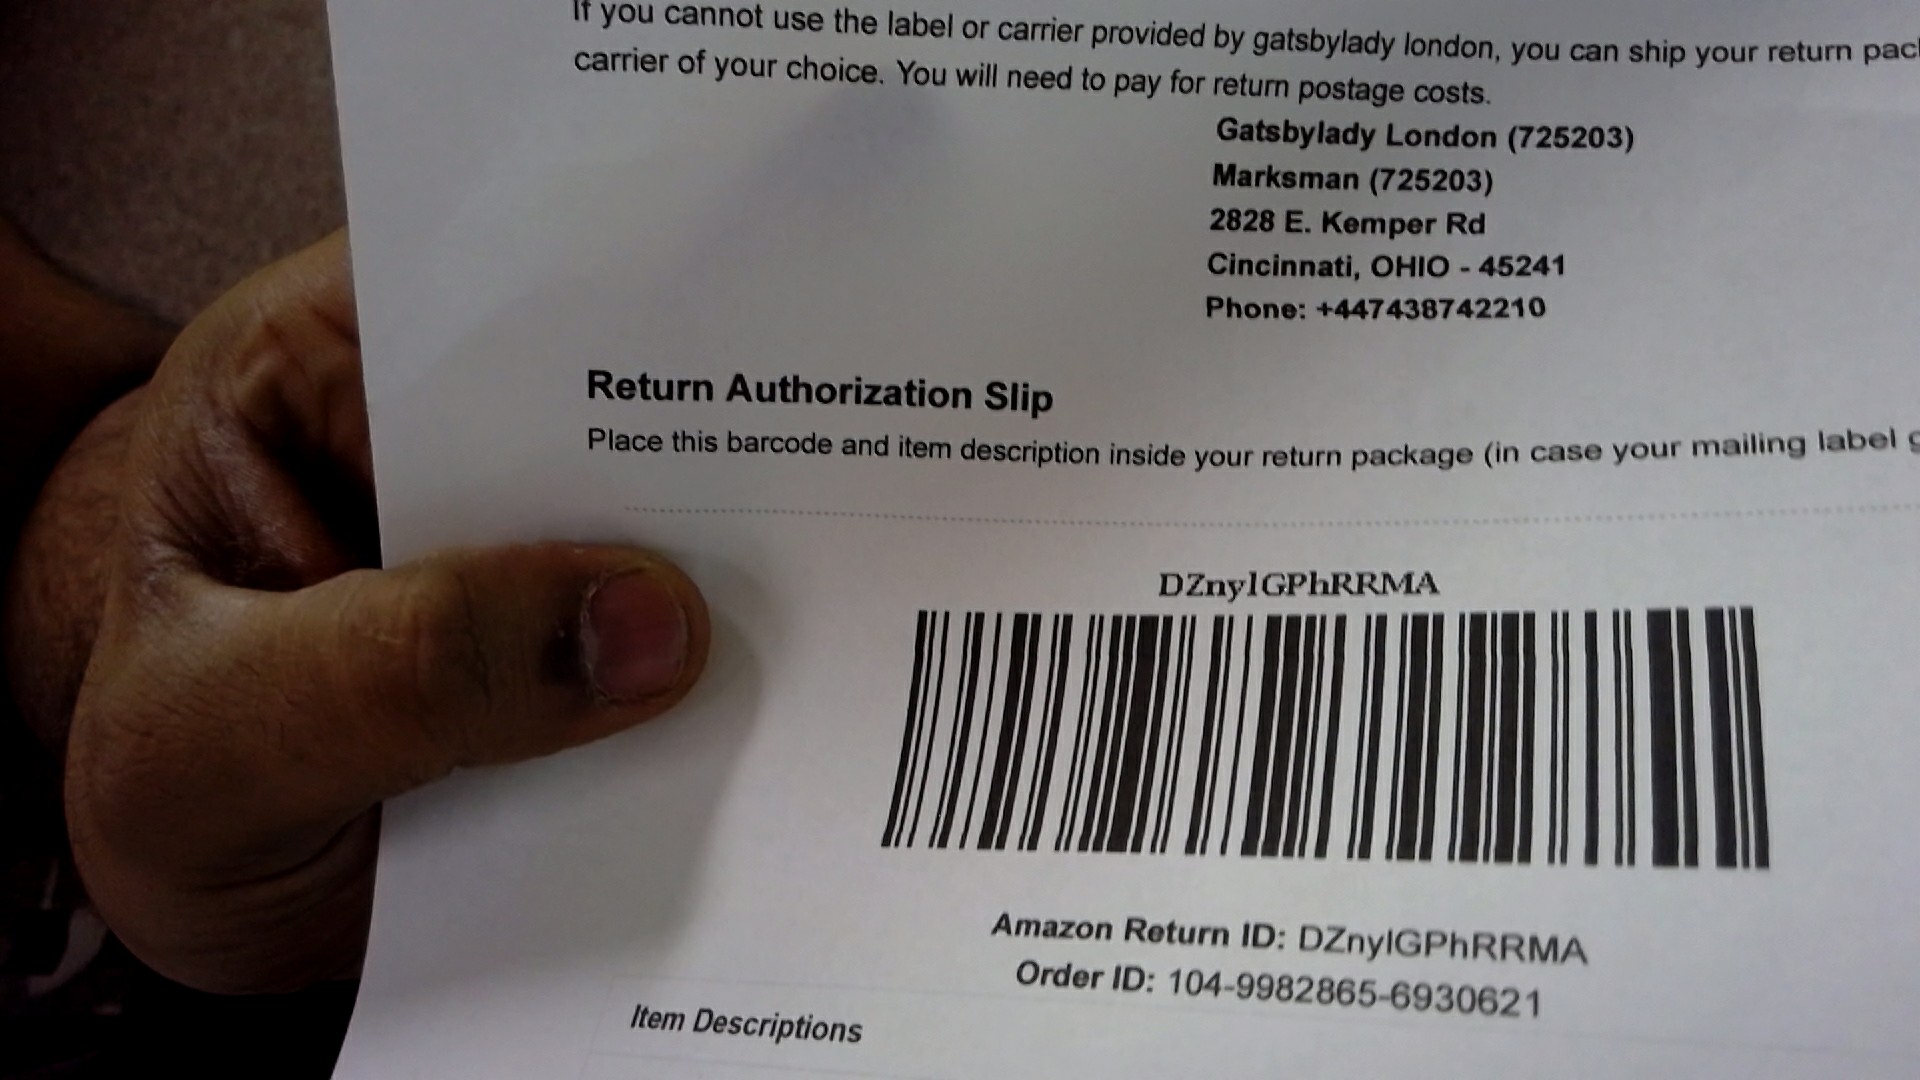 If you cannot use the label or carrier provided by gatsbylady london, you can ship your return
carrier of your choice. You will need to pay for return postage costs.
Gatsbylady London (725203)
Marksman (725203)
2828 E. Kemper Rd
Cincinnati, OHIO - 45241
Phone: +447438742210
Return Authorization Slip
Place this barcode and item description inside your return package (in case your mailing label
DZnylGPhRRMA
Amazon Return ID: DZnylGPhRRMA
Order ID: 104-9982865-6930621
Item Descriptions